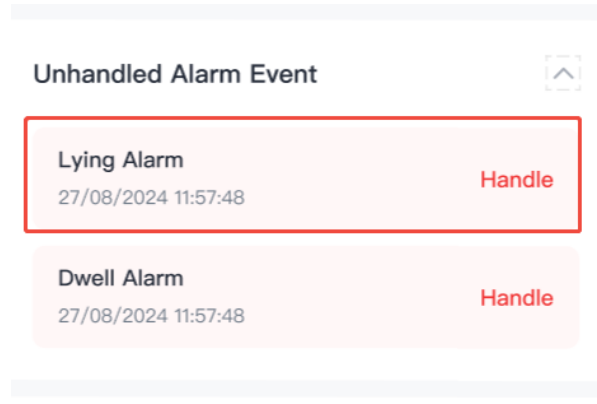 Unhandled Alarm Event
Lying Alarm
Handle
27/08/2024 11:57:48
Dwell Alarm
Handle
27/08/2024 11:57:48